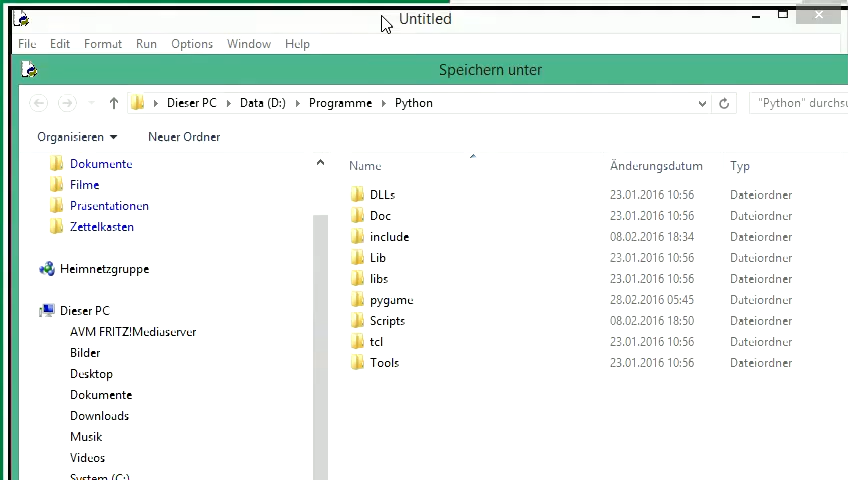 Untitled
File Edit Format Run Options Window Help
Speichern unter
Dieser PC Data (D:) Programme Python "Python" durchsu
Organisieren Neuer Ordner
Name Änderungsdatum Typ
Dokumente
Filme
Präsentationen
Zettelkasten
Heimnetzgruppe
Dieser PC
AVM FRITZ!Mediaserver
Bilder
Desktop
Dokumente
Downloads
Musik
Videos
System (C:)
DLLs 23.01.2016 10:56 Dateiordner
Doc 23.01.2016 10:56 Dateiordner
include 08.02.2016 18:34 Dateiordner
Lib 23.01.2016 10:56 Dateiordner
libs 23.01.2016 10:56 Dateiordner
pygame 28.02.2016 05:45 Dateiordner
Scripts 08.02.2016 18:50 Dateiordner
tcl 23.01.2016 10:56 Dateiordner
Tools 23.01.2016 10:56 Dateiordner